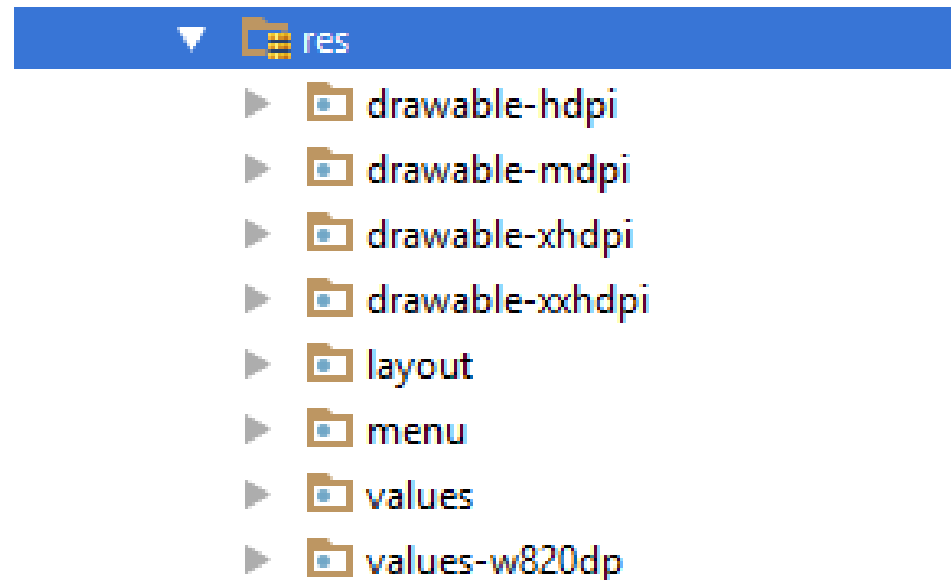 res
drawable-hdpi
drawable-mdpi
drawable-xhdpi
drawable-xxhdpi
layout
menu
values
values-w820dp